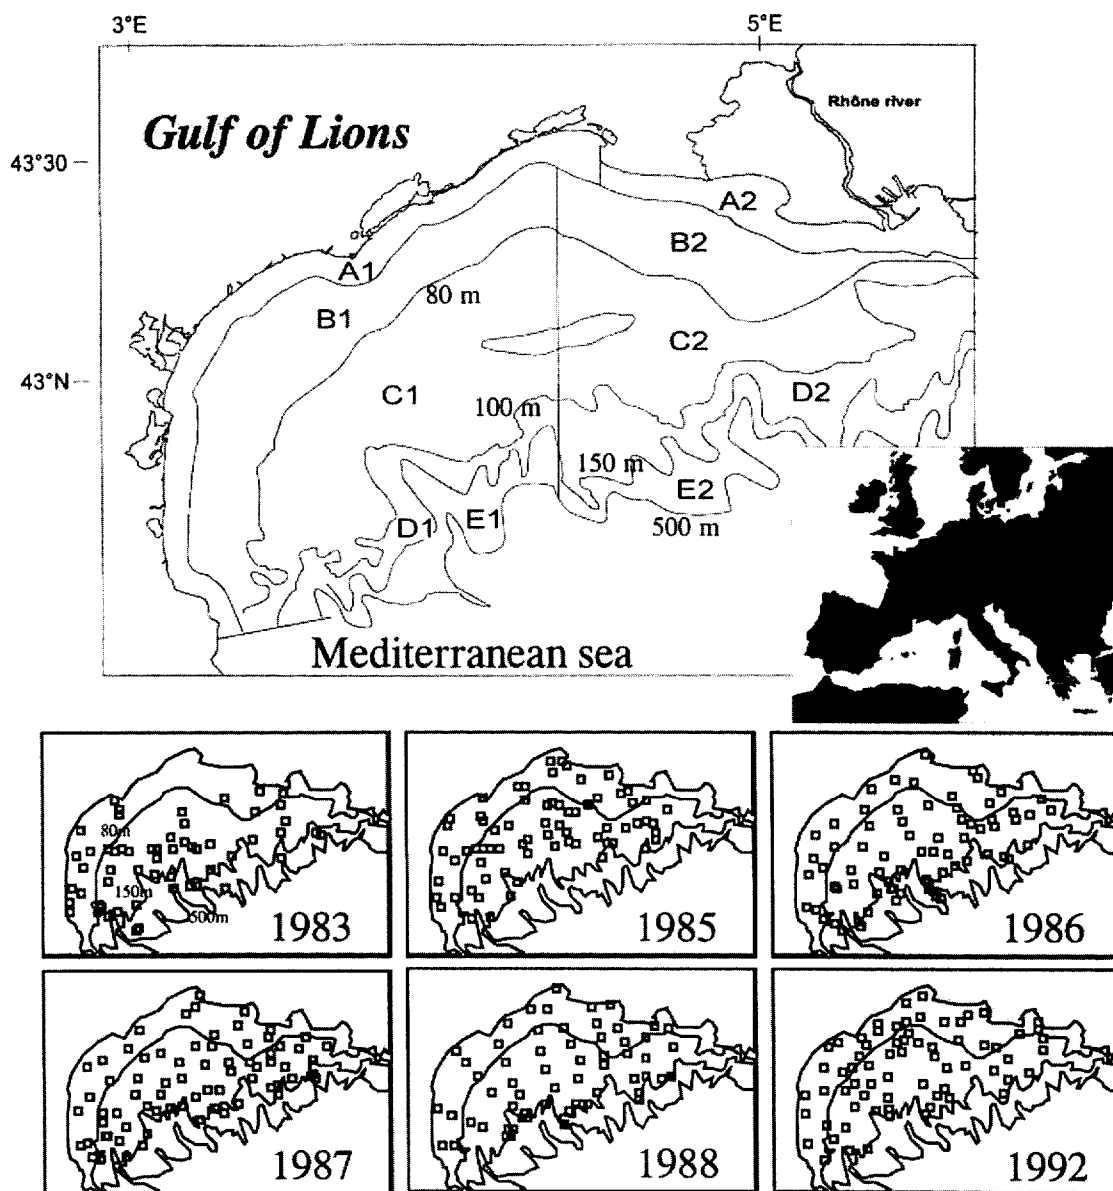 3°E
5°E
Rhône river
Gulf of Lions
43°30
A2
B2
A1
80 m
B1
C2
43°N
D2
C1
100 m
150 m
E2
E1
D1
500 m
Mediterranean sea
80m
150m
500m
1983
1985
1986
1987
1988
1992